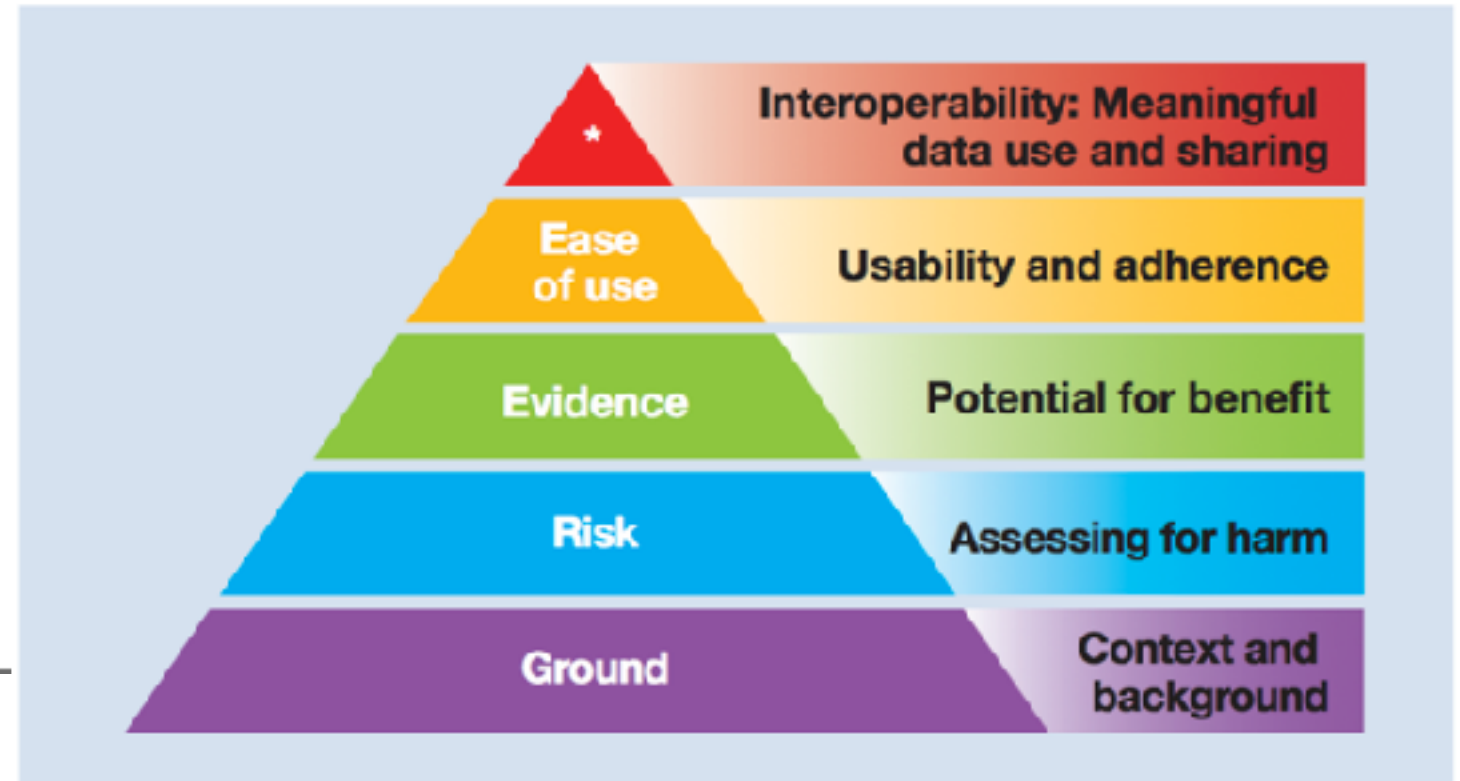 *
Interoperability: Meaningful
data use and sharing
Ease
of use
Usability and adherence
Evidence
Potential for benefit
Risk
Assessing for harm
Ground
Context and
background